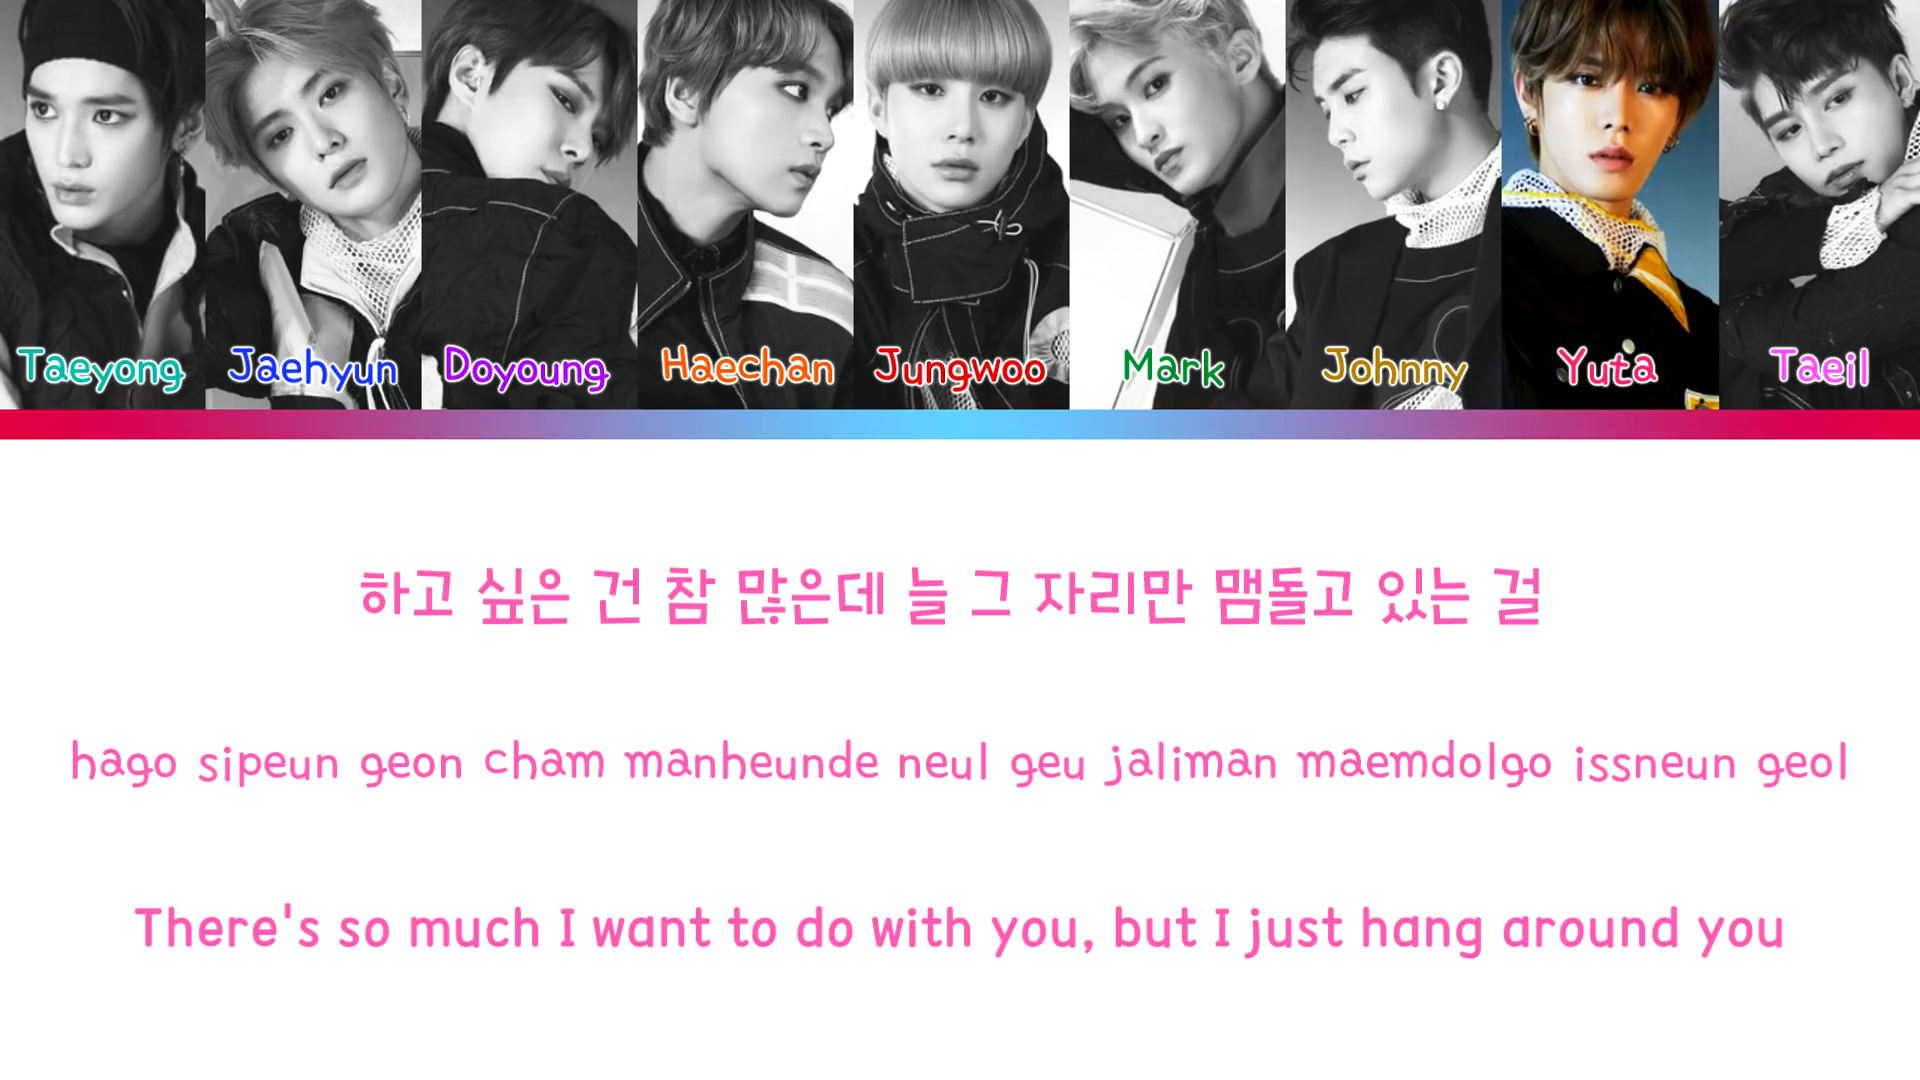 Taeyong Jaehyun Doyoung Haechan Jungwoo Mark Johnny Yuta Taeil
하고 싶은 건 참 많은데 늘 그 자리만 맴돌고 있는 걸
hago sipeun geon cham manheunde neul geu jaliman maemdolgo issneun geol
There's so much I want to do with you, but I just hang around you